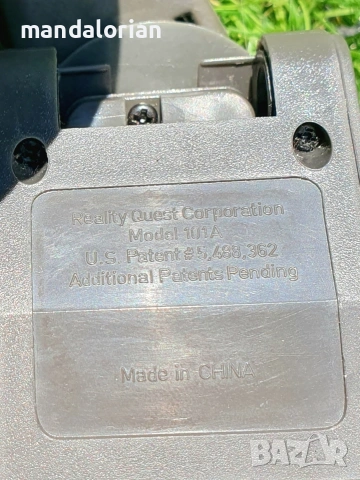 mandalorian
Reality Quest Corporation
Model 101A
U.S. Patent # 5,488,362
Additional Patents Pending
Made in CHINA
BAZAR